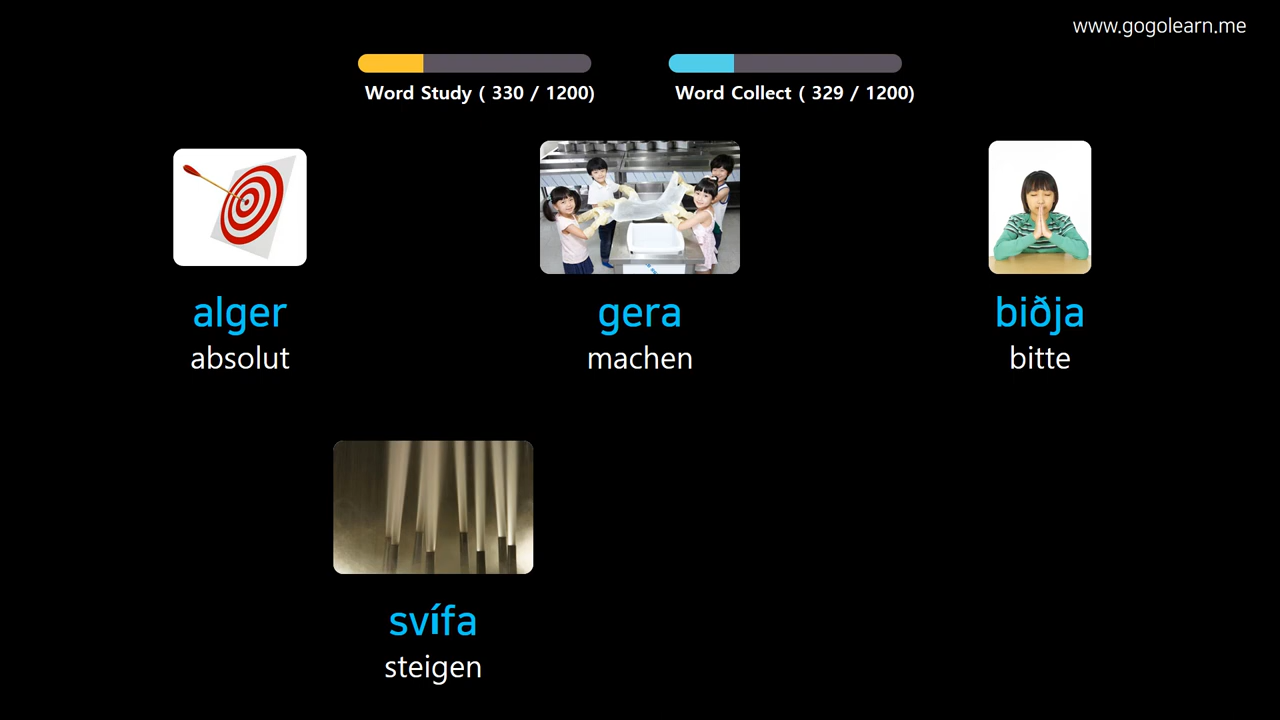 www.gogolearn.me
Word Study ( 330 / 1200)
Word Collect ( 329 / 1200)
alger
absolut
gera
machen
biðja
bitte
svífa
steigen